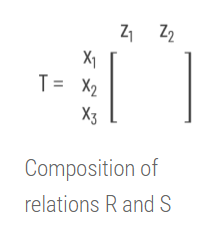 z₁ z₂
x₁
T = x₂
x₃
Composition of
relations R and S